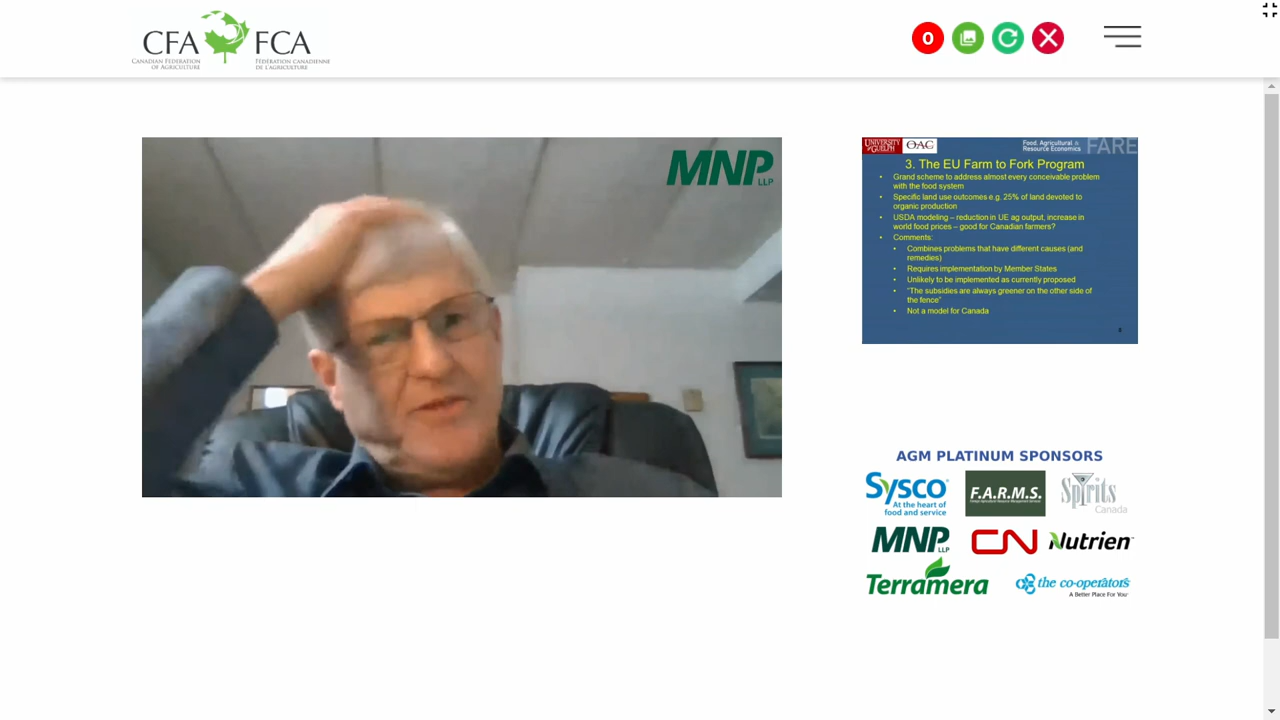 CFA FCA
CANADIAN FEDERATION
OF AGRICULTURE
FÉDÉRATION CANADIENNE
DE L'AGRICULTURE
0
MNP
LLP
UNIVERSITY
of GUELPH
OAC
Food, Agricultural &
Resource Economics
FARE
3. The EU Farm to Fork Program
• Grand scheme to address almost every conceivable problem
with the food system
• Specific land use outcomes e.g. 25% of land devoted to
organic production
• USDA modeling – reduction in UE ag output, increase in
world food prices – good for Canadian farmers?
• Comments:
• Combines problems that have different causes (and
remedies)
• Requires implementation by Member States
• Unlikely to be implemented as currently proposed
• "The subsidies are always greener on the other side of
the fence"
• Not a model for Canada
AGM PLATINUM SPONSORS
Sysco
At the heart of
food and service
F.A.R.M.S.
Spirits
Canada
MNP
LLP
CN
Nutrien
Terramera
the co-operators
A Better Place For You